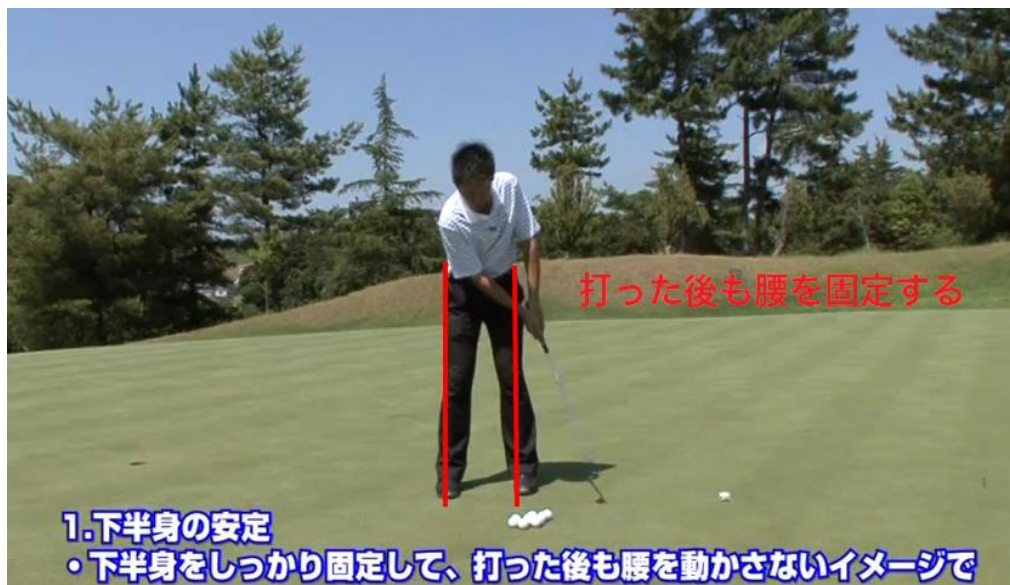 打った後も腰を固定する
1.下半身の安定
・下半身をしっかり固定して、打った後も腰を動かさないイメージで